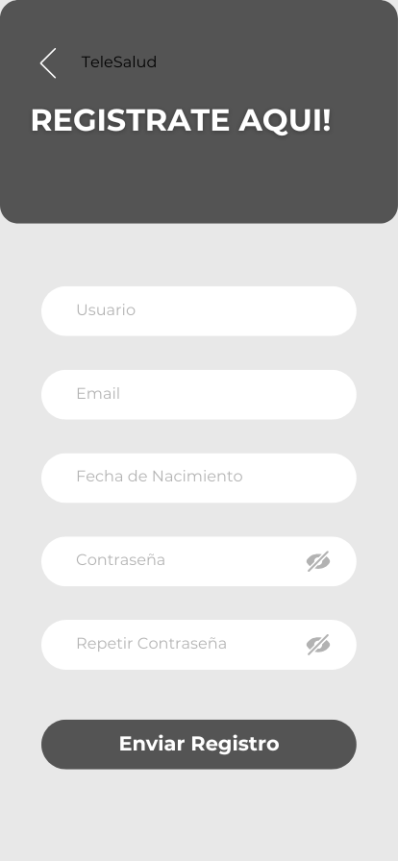 TeleSalud
REGISTRATE AQUI!
Usuario
Email
Fecha de Nacimiento
Contraseña
Repetir Contraseña
Enviar Registro